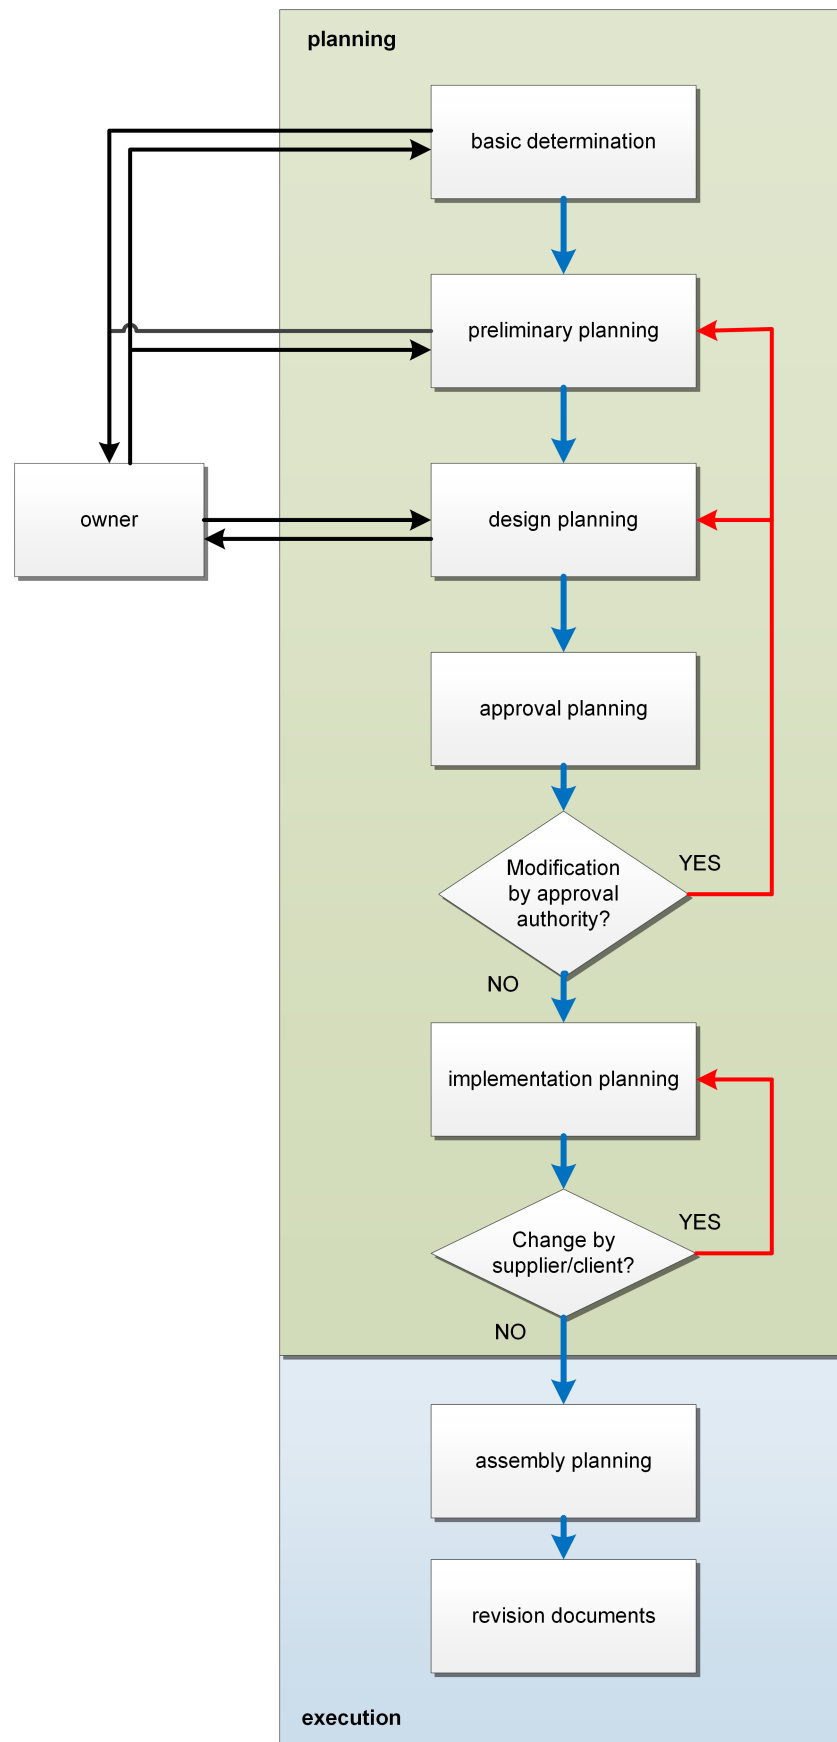 planning
basic determination
preliminary planning
owner
design planning
approval planning
Modification
by approval
authority?
YES
NO
implementation planning
Change by
supplier/client?
YES
NO
assembly planning
revision documents
execution